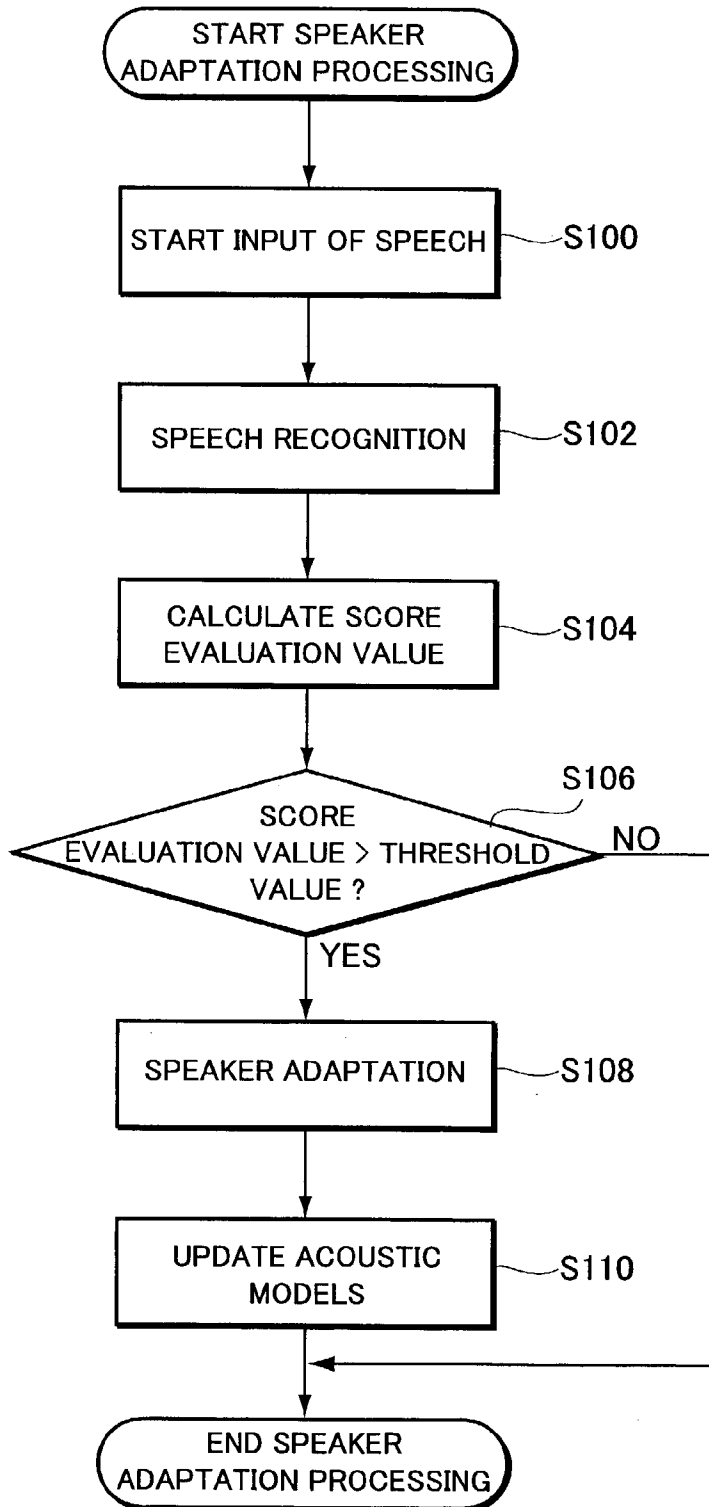 START SPEAKER
ADAPTATION PROCESSING
START INPUT OF SPEECH
S100
SPEECH RECOGNITION
S102
CALCULATE SCORE
EVALUATION VALUE
S104
S106
SCORE
EVALUATION VALUE > THRESHOLD
VALUE ?
NO
YES
SPEAKER ADAPTATION
S108
UPDATE ACOUSTIC
MODELS
S110
END SPEAKER
ADAPTATION PROCESSING